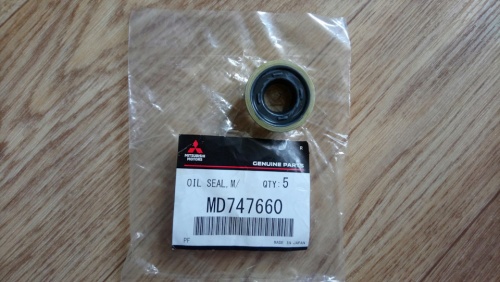 MITSUBISHI
MOTORS
GENUINE PARTS
OIL SEAL,M/ QTY:5
MD747660
PF MADE IN JAPAN